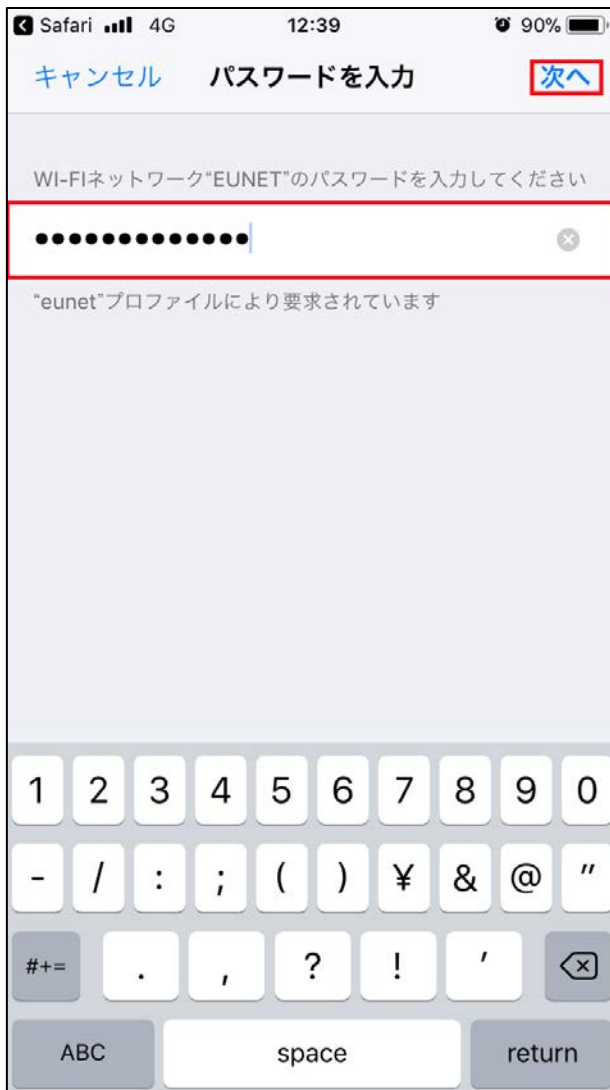 Safari 4G 12:39 90%
キャンセル パスワードを入力 次へ
WI-FIネットワーク“EUNET”のパスワードを入力してください
●●●●●●●●●●●●●
“eunet”プロファイルにより要求されています
1 2 3 4 5 6 7 8 9 0
- / : ; ( ) ¥ & @ "
#+= . , ? ! '
ABC space return